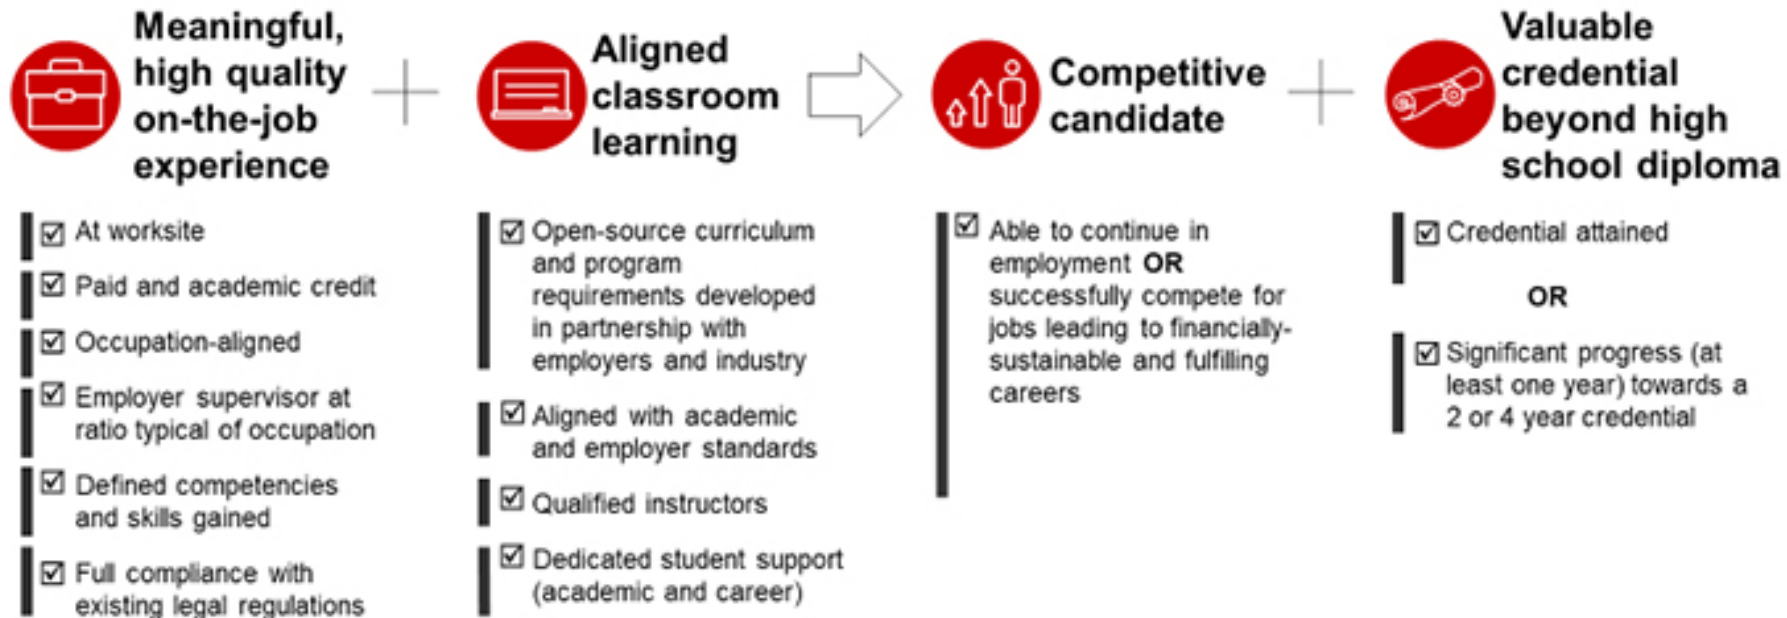 Meaningful,
high quality
on-the-job
experience
At worksite
Paid and academic credit
Occupation-aligned
Employer supervisor at
ratio typical of occupation
Defined competencies
and skills gained
Full compliance with
existing legal regulations
Aligned
classroom
learning
Open-source curriculum
and program
requirements developed
in partnership with
employers and industry
Aligned with academic
and employer standards
Qualified instructors
Dedicated student support
(academic and career)
Competitive
candidate
Able to continue in
employment OR
successfully compete for
jobs leading to financially-
sustainable and fulfilling
careers
Valuable
credential
beyond high
school diploma
Credential attained
OR
Significant progress (at
least one year) towards a
2 or 4 year credential